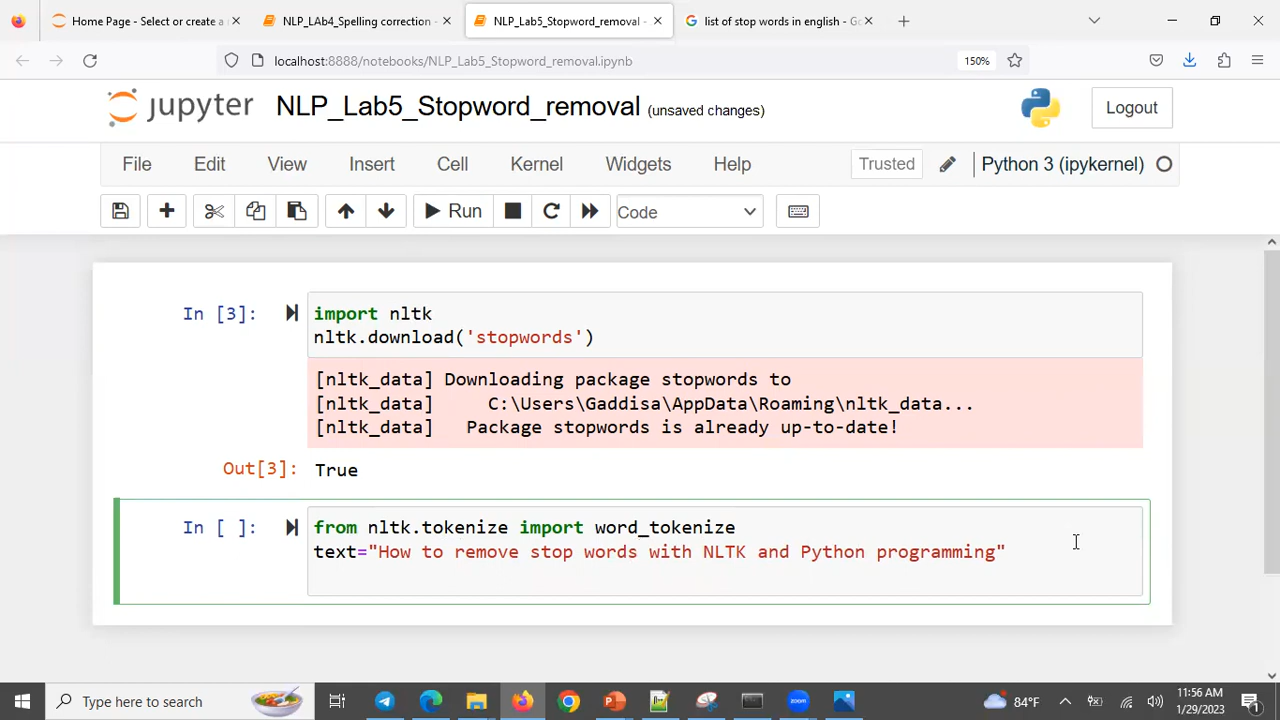 Home Page - Select or create a
NLP_LAb4_Spelling correction -
NLP_Lab5_Stopword_removal -
list of stop words in english - Go
localhost:8888/notebooks/NLP_Lab5_Stopword_removal.ipynb
150%
jupyter
NLP_Lab5_Stopword_removal (unsaved changes)
Logout
File Edit View Insert Cell Kernel Widgets Help
Trusted
Python 3 (ipykernel)
Run
Code
In [3]:
import nltk
nltk.download('stopwords')
[nltk_data] Downloading package stopwords to
[nltk_data]     C:\Users\Gaddisa\AppData\Roaming\nltk_data...
[nltk_data]   Package stopwords is already up-to-date!
Out[3]: True
In [ ]:
from nltk.tokenize import word_tokenize
text="How to remove stop words with NLTK and Python programming"
Type here to search
84°F
11:56 AM
1/29/2023
1